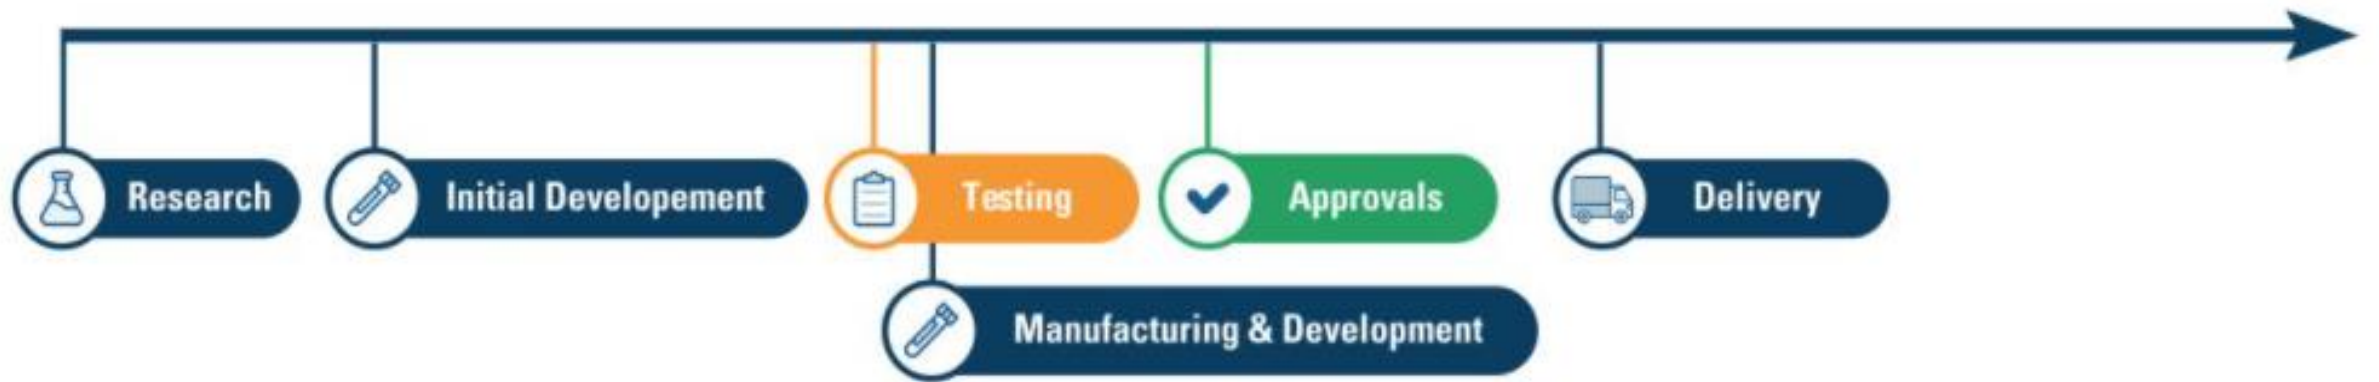 Research
Initial Developement
Testing
Approvals
Delivery
Manufacturing & Development